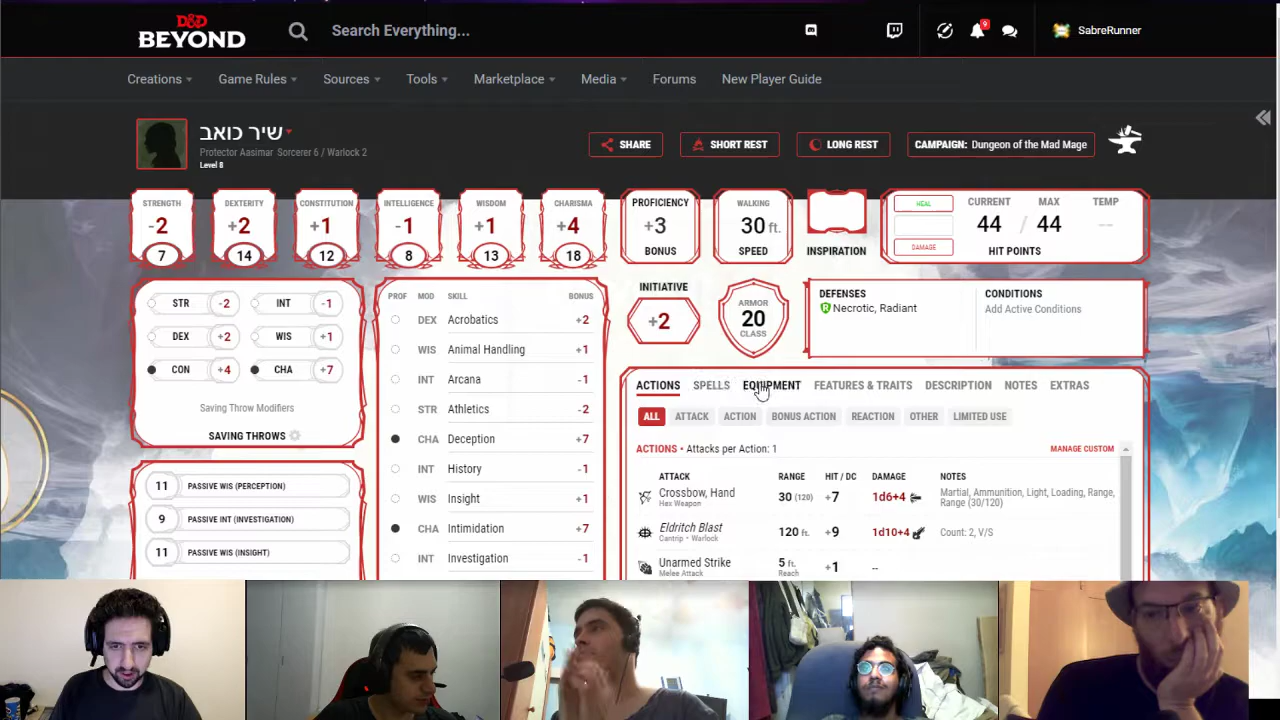 D&D
BEYOND
Search Everything...
9
SabreRunner
Creations
Game Rules
Sources
Tools
Marketplace
Media
Forums
New Player Guide
שיר כואב
Protector Aasimar Sorcerer 6 / Warlock 2
Level 8
SHARE
SHORT REST
LONG REST
CAMPAIGN: Dungeon of the Mad Mage
STRENGTH
-2
7
DEXTERITY
+2
14
CONSTITUTION
+1
12
INTELLIGENCE
-1
8
WISDOM
+1
13
CHARISMA
+4
18
PROFICIENCY
+3
BONUS
WALKING
30 ft.
SPEED
INSPIRATION
HEAL
DAMAGE
CURRENT
44
/
MAX
44
TEMP
--
HIT POINTS
STR -2
INT -1
DEX +2
WIS +1
CON +4
CHA +7
Saving Throw Modifiers
SAVING THROWS
11 PASSIVE WIS (PERCEPTION)
9 PASSIVE INT (INVESTIGATION)
11 PASSIVE WIS (INSIGHT)
PROF MOD SKILL BONUS
DEX Acrobatics +2
WIS Animal Handling +1
INT Arcana -1
STR Athletics -2
CHA Deception +7
INT History -1
WIS Insight +1
CHA Intimidation +7
INT Investigation -1
INITIATIVE
+2
ARMOR
20
CLASS
DEFENSES
R Necrotic, Radiant
CONDITIONS
Add Active Conditions
ACTIONS SPELLS EQUIPMENT FEATURES & TRAITS DESCRIPTION NOTES EXTRAS
ALL ATTACK ACTION BONUS ACTION REACTION OTHER LIMITED USE
ACTIONS • Attacks per Action: 1
MANAGE CUSTOM
ATTACK RANGE HIT / DC DAMAGE NOTES
Crossbow, Hand
Hex Weapon
30 (120)
+7
1d6+4
Martial, Ammunition, Light, Loading, Range,
Range (30/120)
Eldritch Blast
Cantrip • Warlock
120 ft.
+9
1d10+4
Count: 2, V/S
Unarmed Strike
Melee Attack
5 ft.
Reach
+1
--